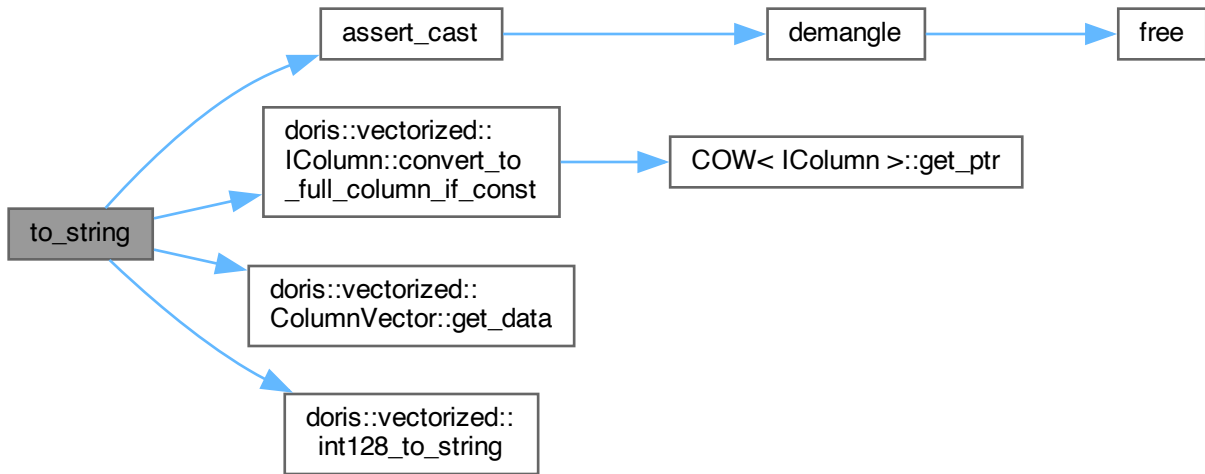 assert_cast
demangle
free
doris::vectorized::
IColumn::convert_to
_full_column_if_const
COW< IColumn >::get_ptr
to_string
doris::vectorized::
ColumnVector::get_data
doris::vectorized::
int128_to_string